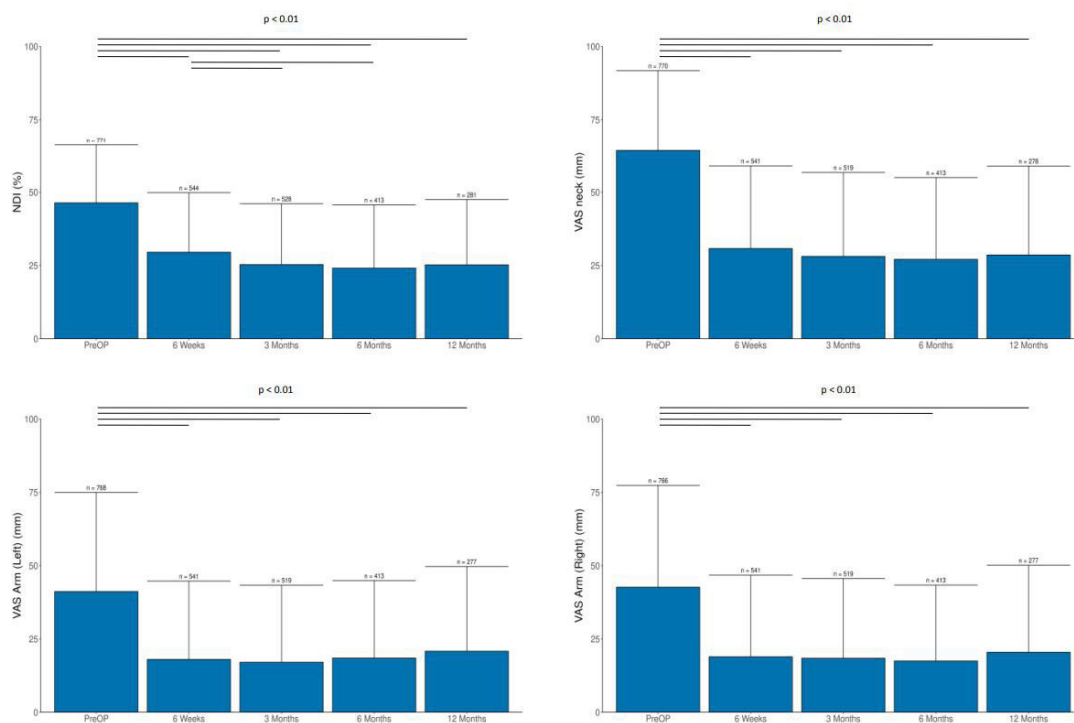 p < 0.01
NDI (%)
100
75
50
25
0
n = 771
n = 544
n = 528
n = 413
n = 281
PreOP 6 Weeks 3 Months 6 Months 12 Months
p < 0.01
VAS neck (mm)
100
75
50
25
0
n = 770
n = 541
n = 519
n = 413
n = 278
PreOP 6 Weeks 3 Months 6 Months 12 Months
p < 0.01
VAS Arm (Left) (mm)
100
75
50
25
0
n = 768
n = 541
n = 519
n = 413
n = 277
PreOP 6 Weeks 3 Months 6 Months 12 Months
p < 0.01
VAS Arm (Right) (mm)
100
75
50
25
0
n = 766
n = 541
n = 519
n = 413
n = 277
PreOP 6 Weeks 3 Months 6 Months 12 Months